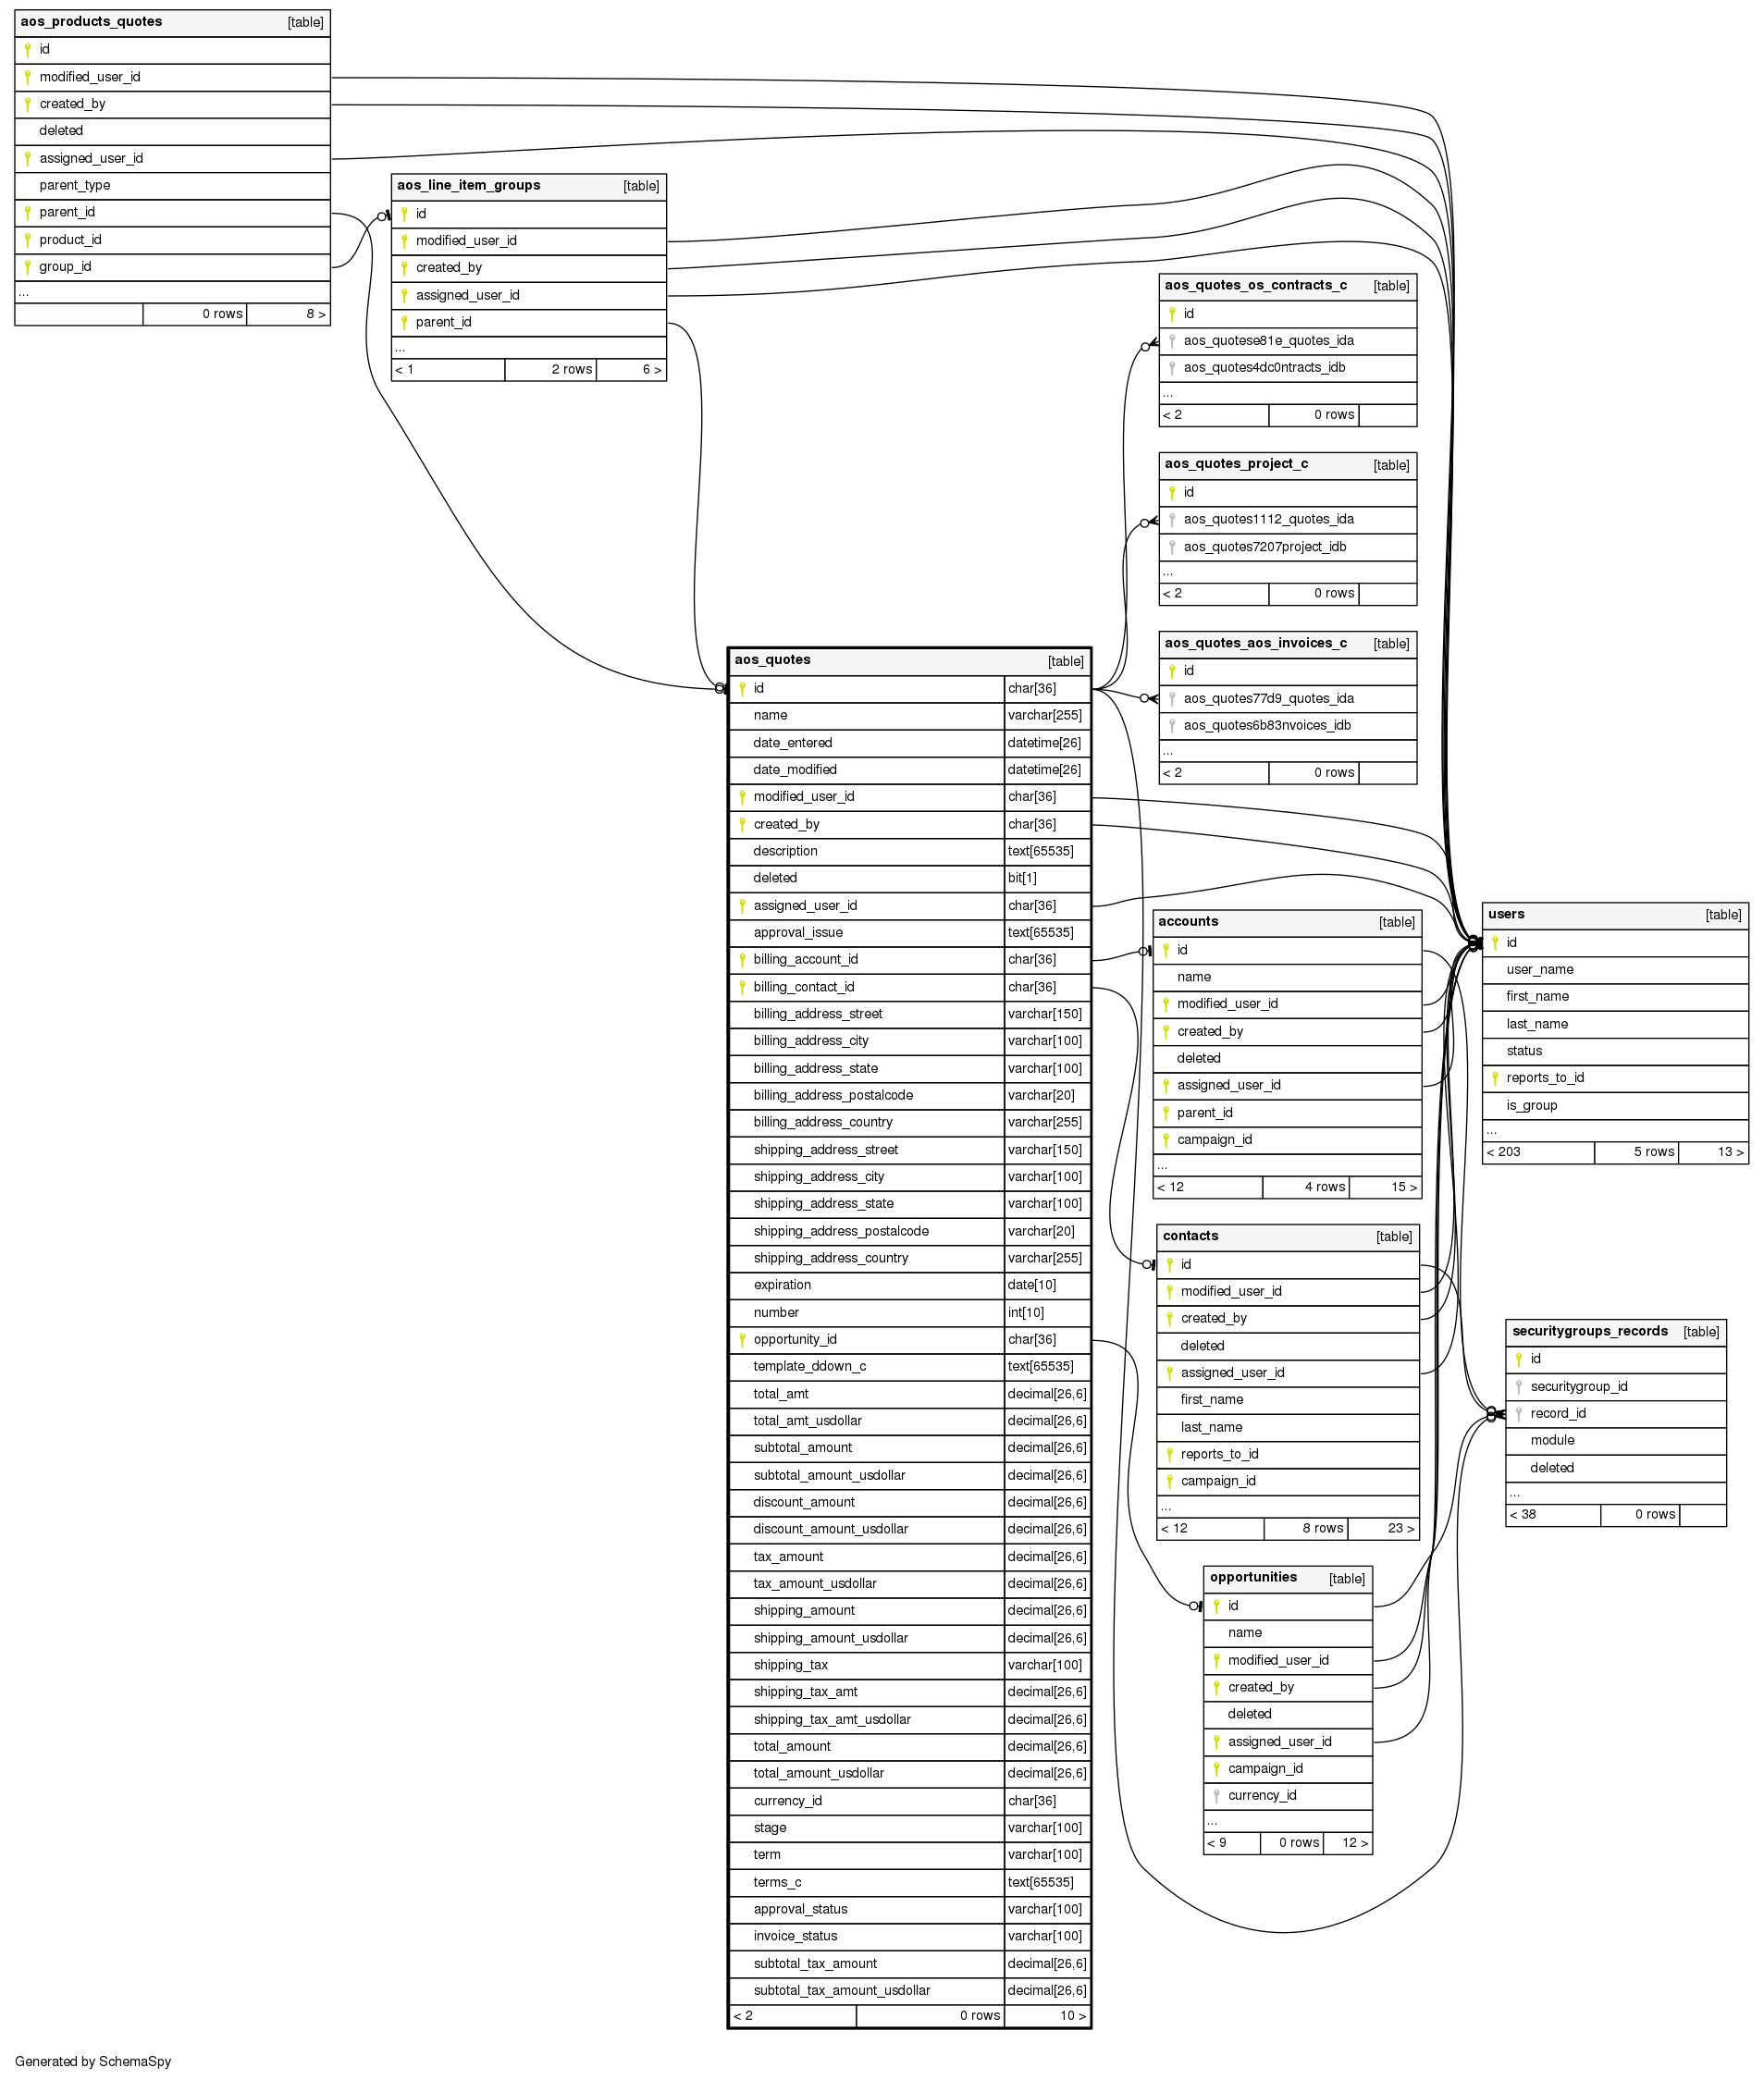 aos_products_quotes [table]
id
modified_user_id
created_by
deleted
assigned_user_id
parent_type
parent_id
product_id
group_id
...
0 rows 8 >
aos_line_item_groups [table]
id
modified_user_id
created_by
assigned_user_id
parent_id
...
< 1 2 rows 6 >
aos_quotes_os_contracts_c [table]
id
aos_quotese81e_quotes_ida
aos_quotes4dc0ntracts_idb
...
< 2 0 rows
aos_quotes_project_c [table]
id
aos_quotes1112_quotes_ida
aos_quotes7207project_idb
...
< 2 0 rows
aos_quotes_aos_invoices_c [table]
id
aos_quotes77d9_quotes_ida
aos_quotes6b83nvoices_idb
...
< 2 0 rows
aos_quotes [table]
id char[36]
name varchar[255]
date_entered datetime[26]
date_modified datetime[26]
modified_user_id char[36]
created_by char[36]
description text[65535]
deleted bit[1]
assigned_user_id char[36]
approval_issue text[65535]
billing_account_id char[36]
billing_contact_id char[36]
billing_address_street varchar[150]
billing_address_city varchar[100]
billing_address_state varchar[100]
billing_address_postalcode varchar[20]
billing_address_country varchar[255]
shipping_address_street varchar[150]
shipping_address_city varchar[100]
shipping_address_state varchar[100]
shipping_address_postalcode varchar[20]
shipping_address_country varchar[255]
expiration date[10]
number int[10]
opportunity_id char[36]
template_ddown_c text[65535]
total_amt decimal[26,6]
total_amt_usdollar decimal[26,6]
subtotal_amount decimal[26,6]
subtotal_amount_usdollar decimal[26,6]
discount_amount decimal[26,6]
discount_amount_usdollar decimal[26,6]
tax_amount decimal[26,6]
tax_amount_usdollar decimal[26,6]
shipping_amount decimal[26,6]
shipping_amount_usdollar decimal[26,6]
shipping_tax varchar[100]
shipping_tax_amt decimal[26,6]
shipping_tax_amt_usdollar decimal[26,6]
total_amount decimal[26,6]
total_amount_usdollar decimal[26,6]
currency_id char[36]
stage varchar[100]
term varchar[100]
terms_c text[65535]
approval_status varchar[100]
invoice_status varchar[100]
subtotal_tax_amount decimal[26,6]
subtotal_tax_amount_usdollar decimal[26,6]
< 2 0 rows 10 >
accounts [table]
id
name
modified_user_id
created_by
deleted
assigned_user_id
parent_id
campaign_id
...
< 12 4 rows 15 >
contacts [table]
id
modified_user_id
created_by
deleted
assigned_user_id
first_name
last_name
reports_to_id
campaign_id
...
< 12 8 rows 23 >
opportunities [table]
id
name
modified_user_id
created_by
deleted
assigned_user_id
campaign_id
currency_id
...
< 9 0 rows 12 >
users [table]
id
user_name
first_name
last_name
status
reports_to_id
is_group
...
< 203 5 rows 13 >
securitygroups_records [table]
id
securitygroup_id
record_id
module
deleted
...
< 38 0 rows
Generated by SchemaSpy